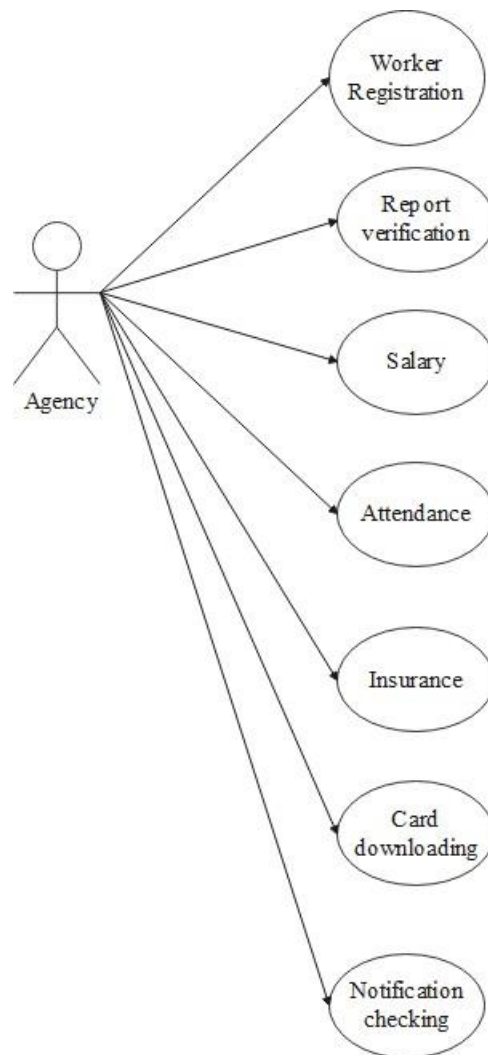 Worker
Registration
Report
verification
Salary
Agency
Attendance
Insurance
Card
downloading
Notification
checking